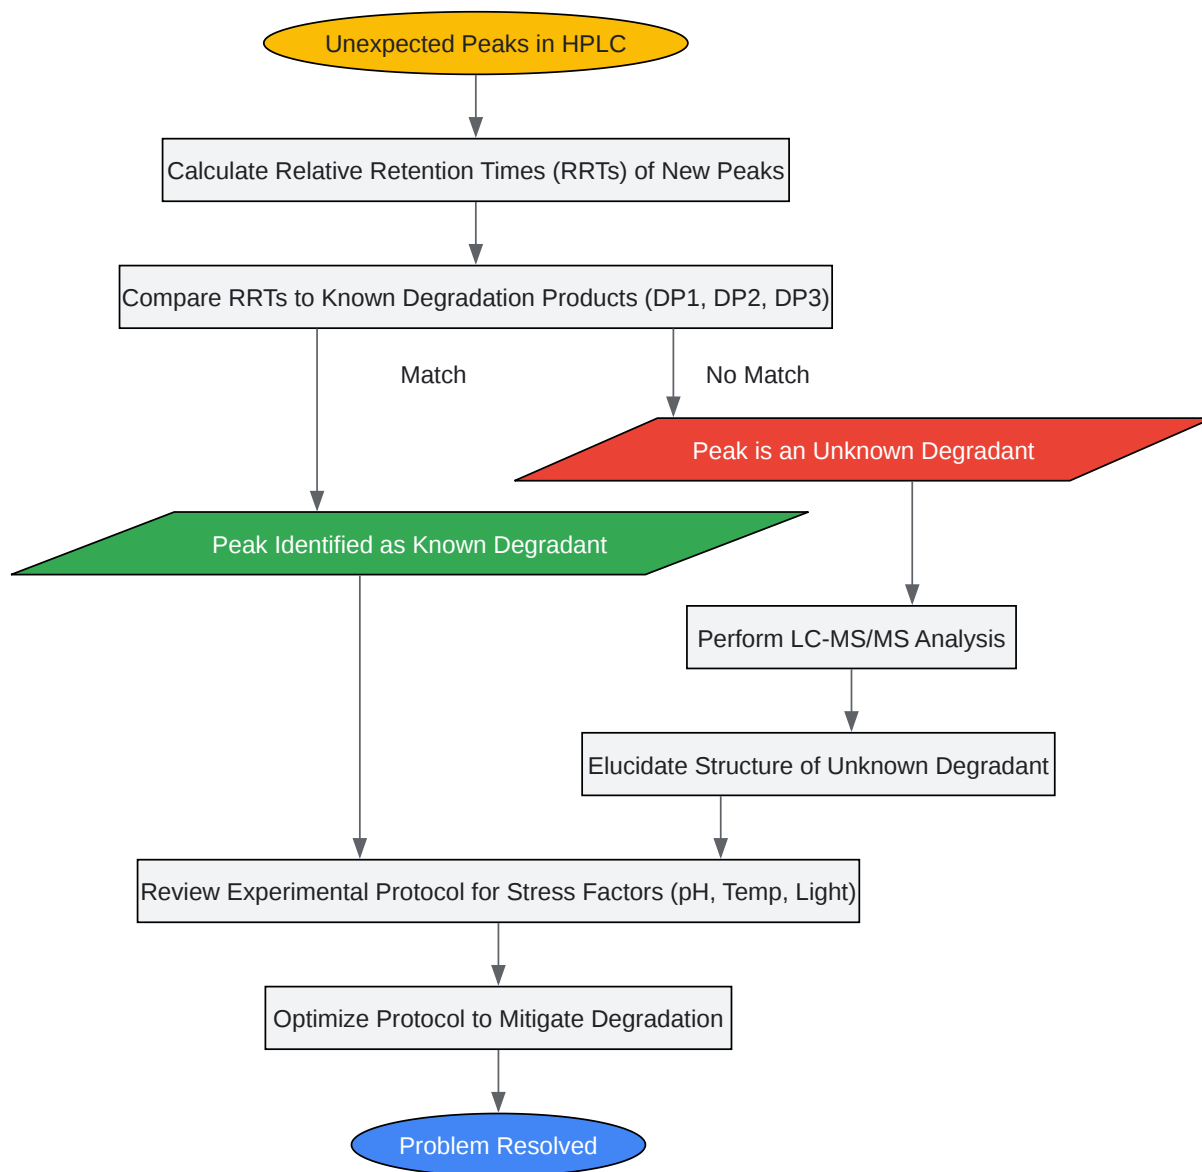 Unexpected Peaks in HPLC
Calculate Relative Retention Times (RRTs) of New Peaks
Compare RRTs to Known Degradation Products (DP1, DP2, DP3)
Match
No Match
Peak is an Unknown Degradant
Peak Identified as Known Degradant
Perform LC-MS/MS Analysis
Elucidate Structure of Unknown Degradant
Review Experimental Protocol for Stress Factors (pH, Temp, Light)
Optimize Protocol to Mitigate Degradation
Problem Resolved